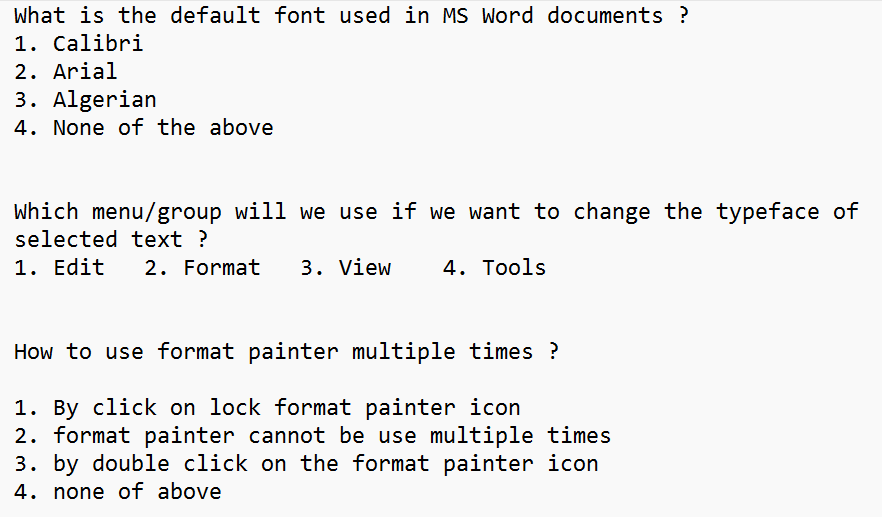 What is the default font used in MS Word documents ?
1. Calibri
2. Arial
3. Algerian
4. None of the above
Which menu/group will we use if we want to change the typeface of
selected text ?
1. Edit 2. Format 3. View 4. Tools
How to use format painter multiple times ?
1. By click on lock format painter icon
2. format painter cannot be use multiple times
3. by double click on the format painter icon
4. none of above